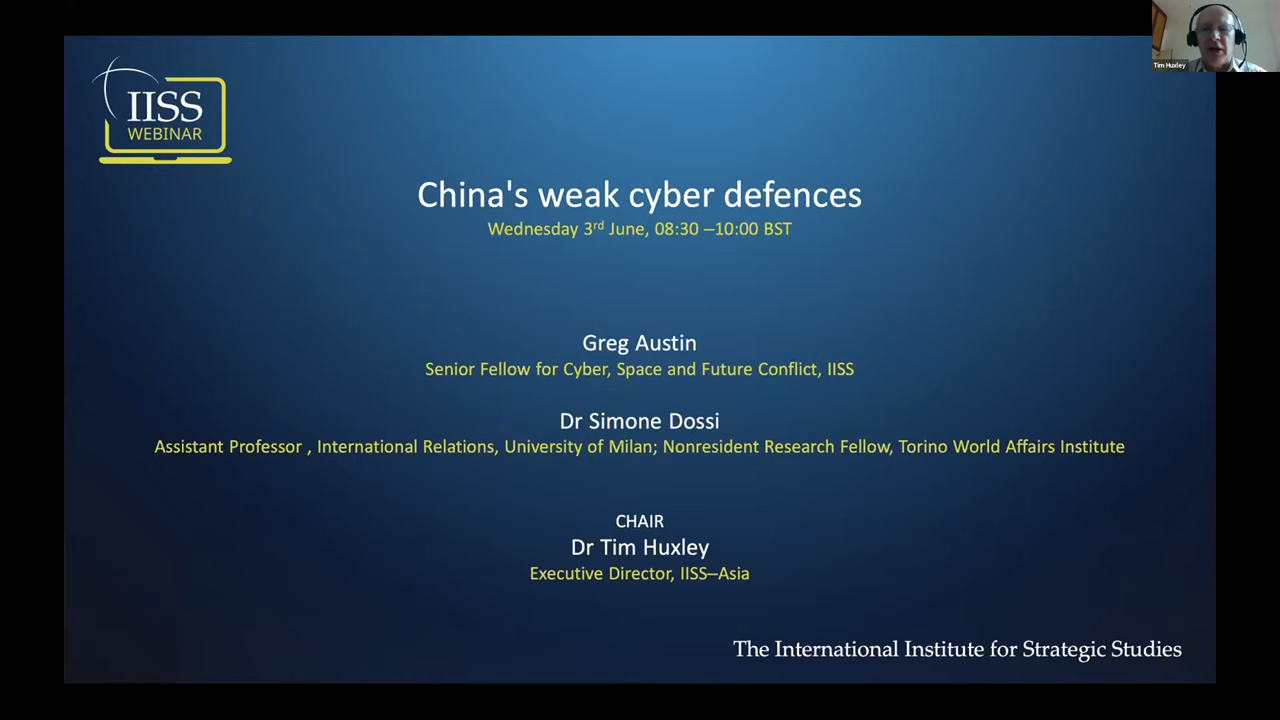 Tim Huxley
IISS
WEBINAR
China's weak cyber defences
Wednesday 3rd June, 08:30 –10:00 BST
Greg Austin
Senior Fellow for Cyber, Space and Future Conflict, IISS
Dr Simone Dossi
Assistant Professor , International Relations, University of Milan; Nonresident Research Fellow, Torino World Affairs Institute
CHAIR
Dr Tim Huxley
Executive Director, IISS–Asia
The International Institute for Strategic Studies